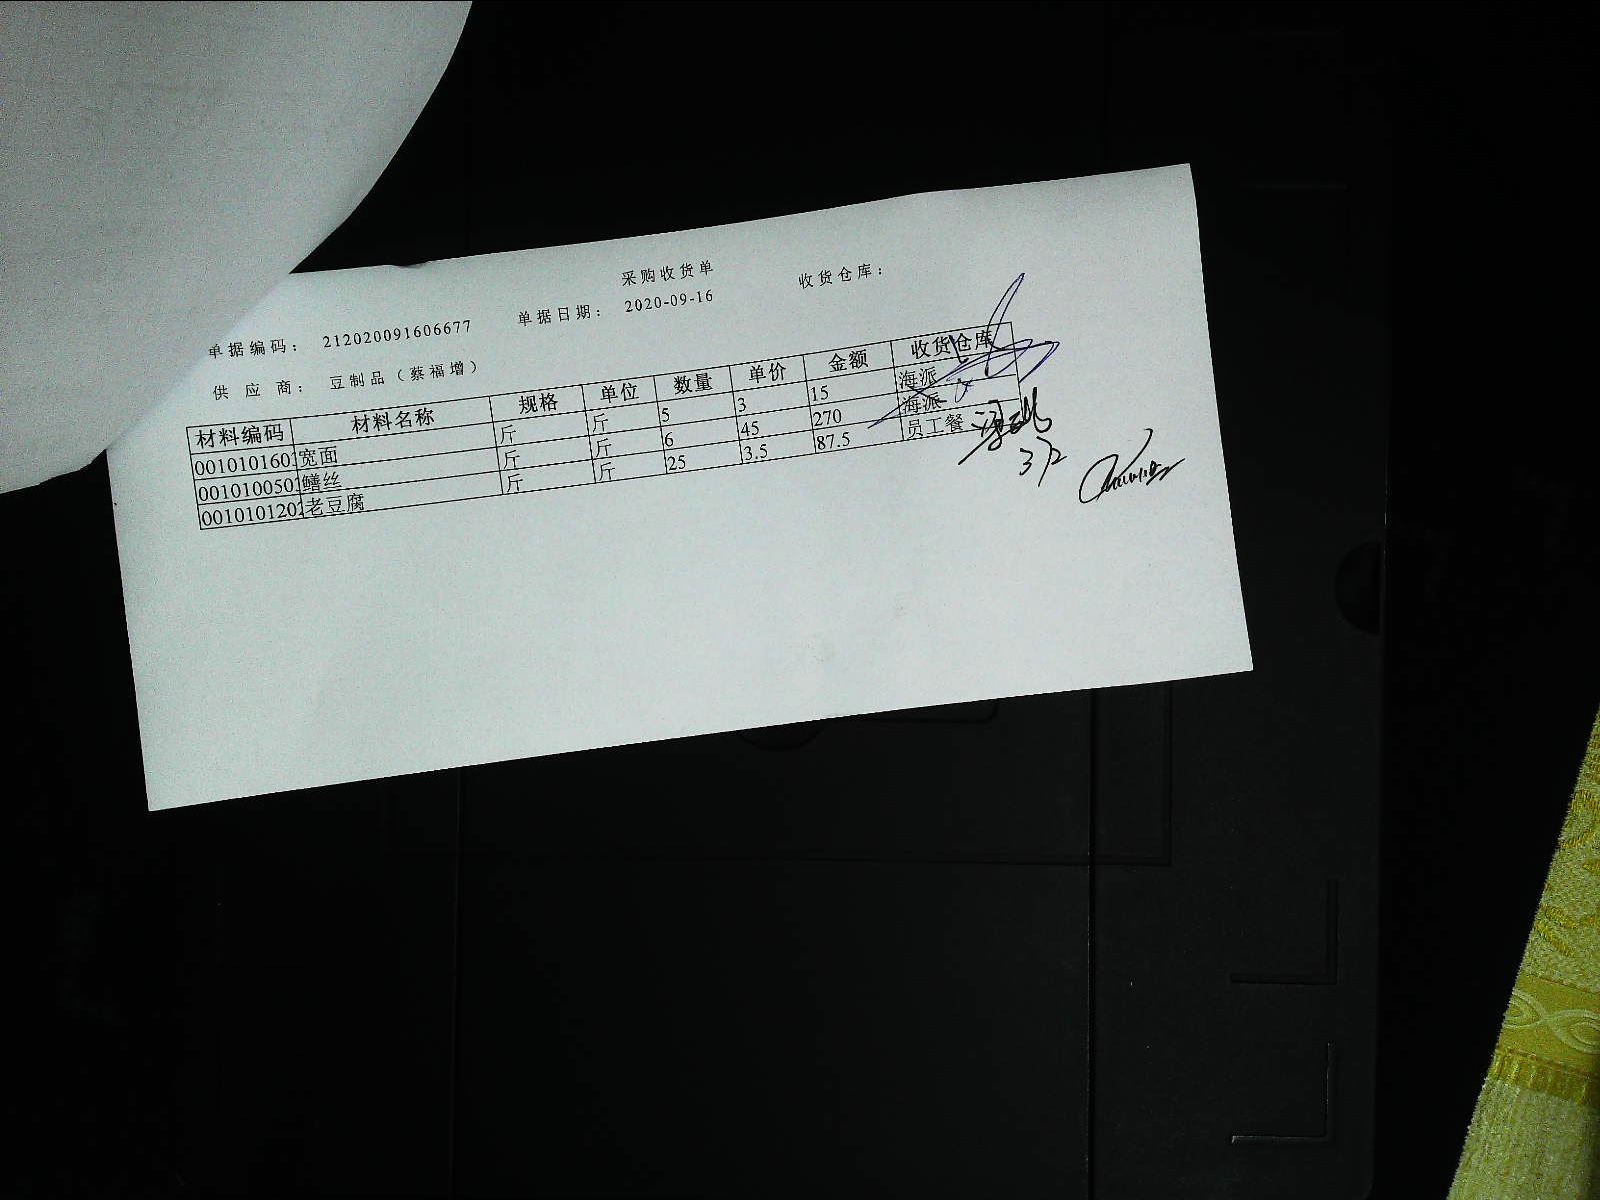 采购收货单
单据编码： 212020091606677 单据日期： 2020-09-16 收货仓库：
供 应 商： 豆制品（蔡福增）
材料编码 材料名称 规格 单位 数量 单价 金额 收货仓库
0010101601 宽面 斤 斤 5 3 15 海派
0010100501 鳝丝 斤 斤 6 45 270 海派
0010101202 老豆腐 斤 斤 25 3.5 87.5 员工餐